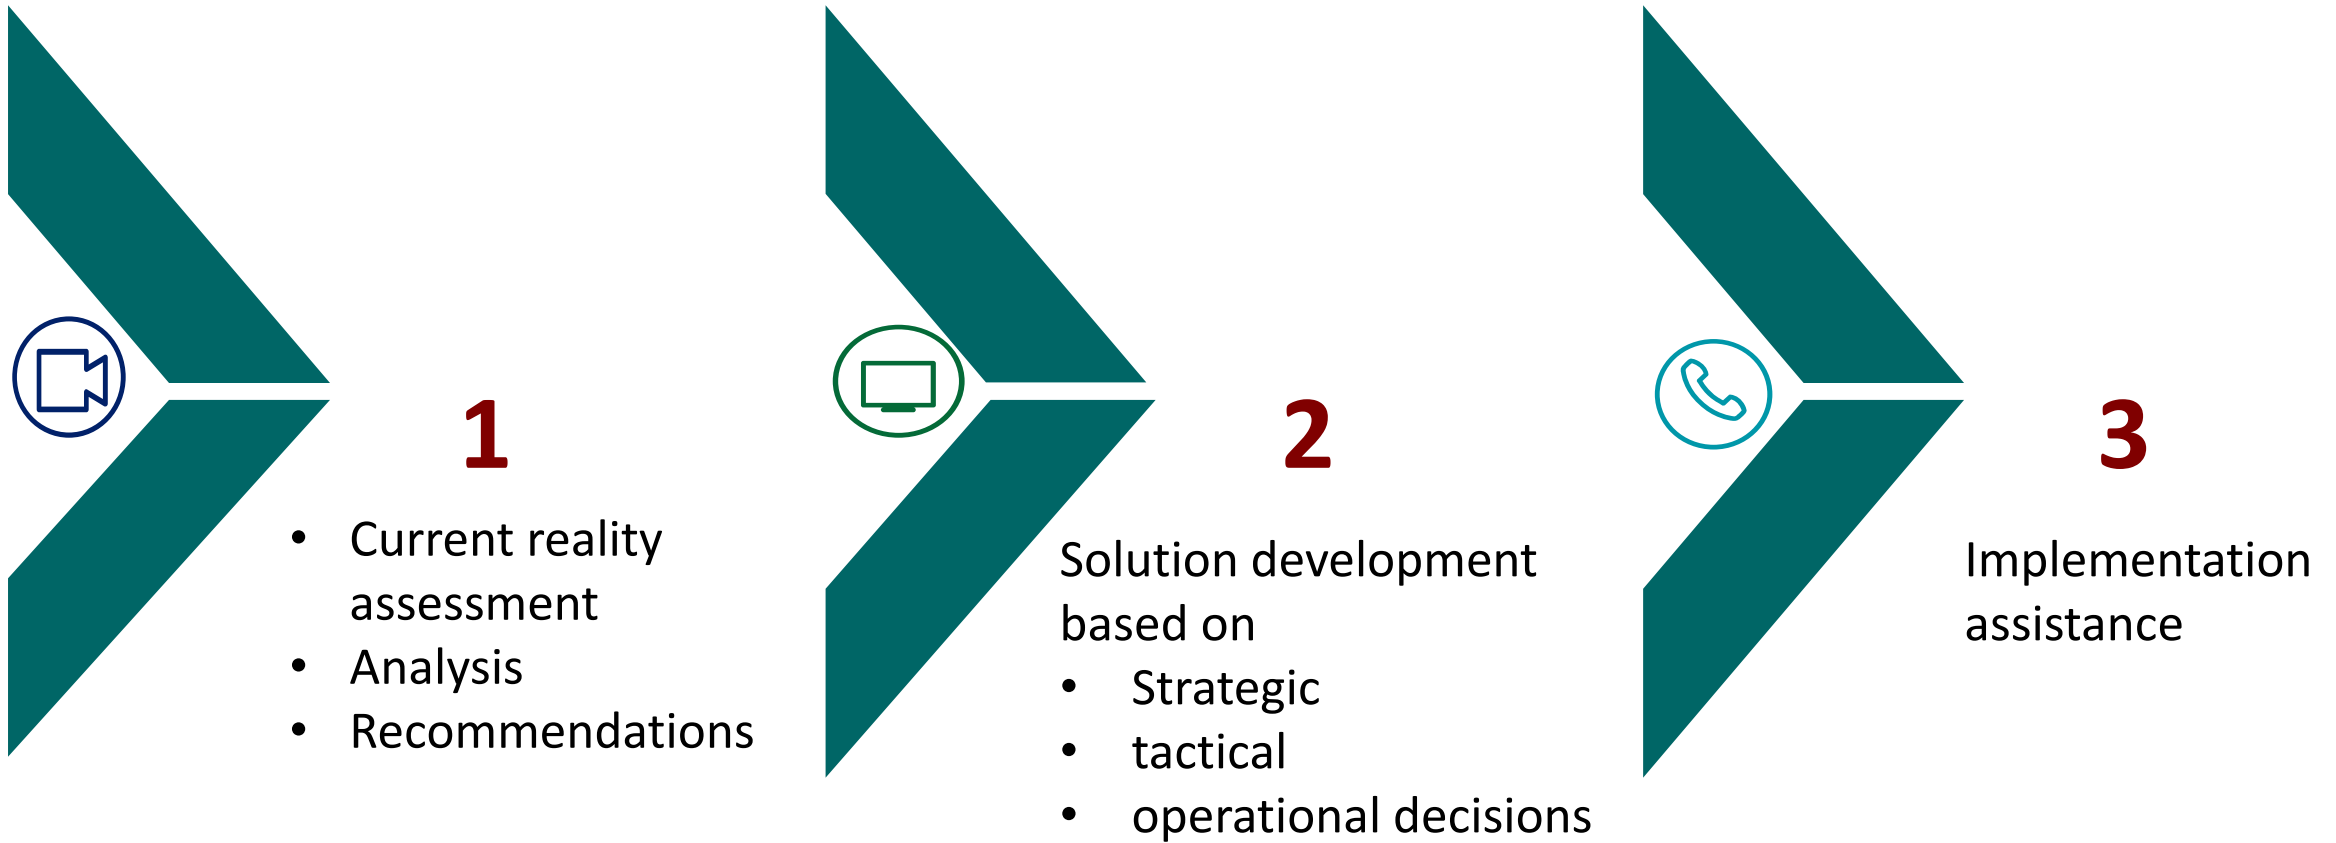 1
• Current reality
assessment
• Analysis
• Recommendations
2
Solution development
based on
• Strategic
• tactical
• operational decisions
3
Implementation
assistance